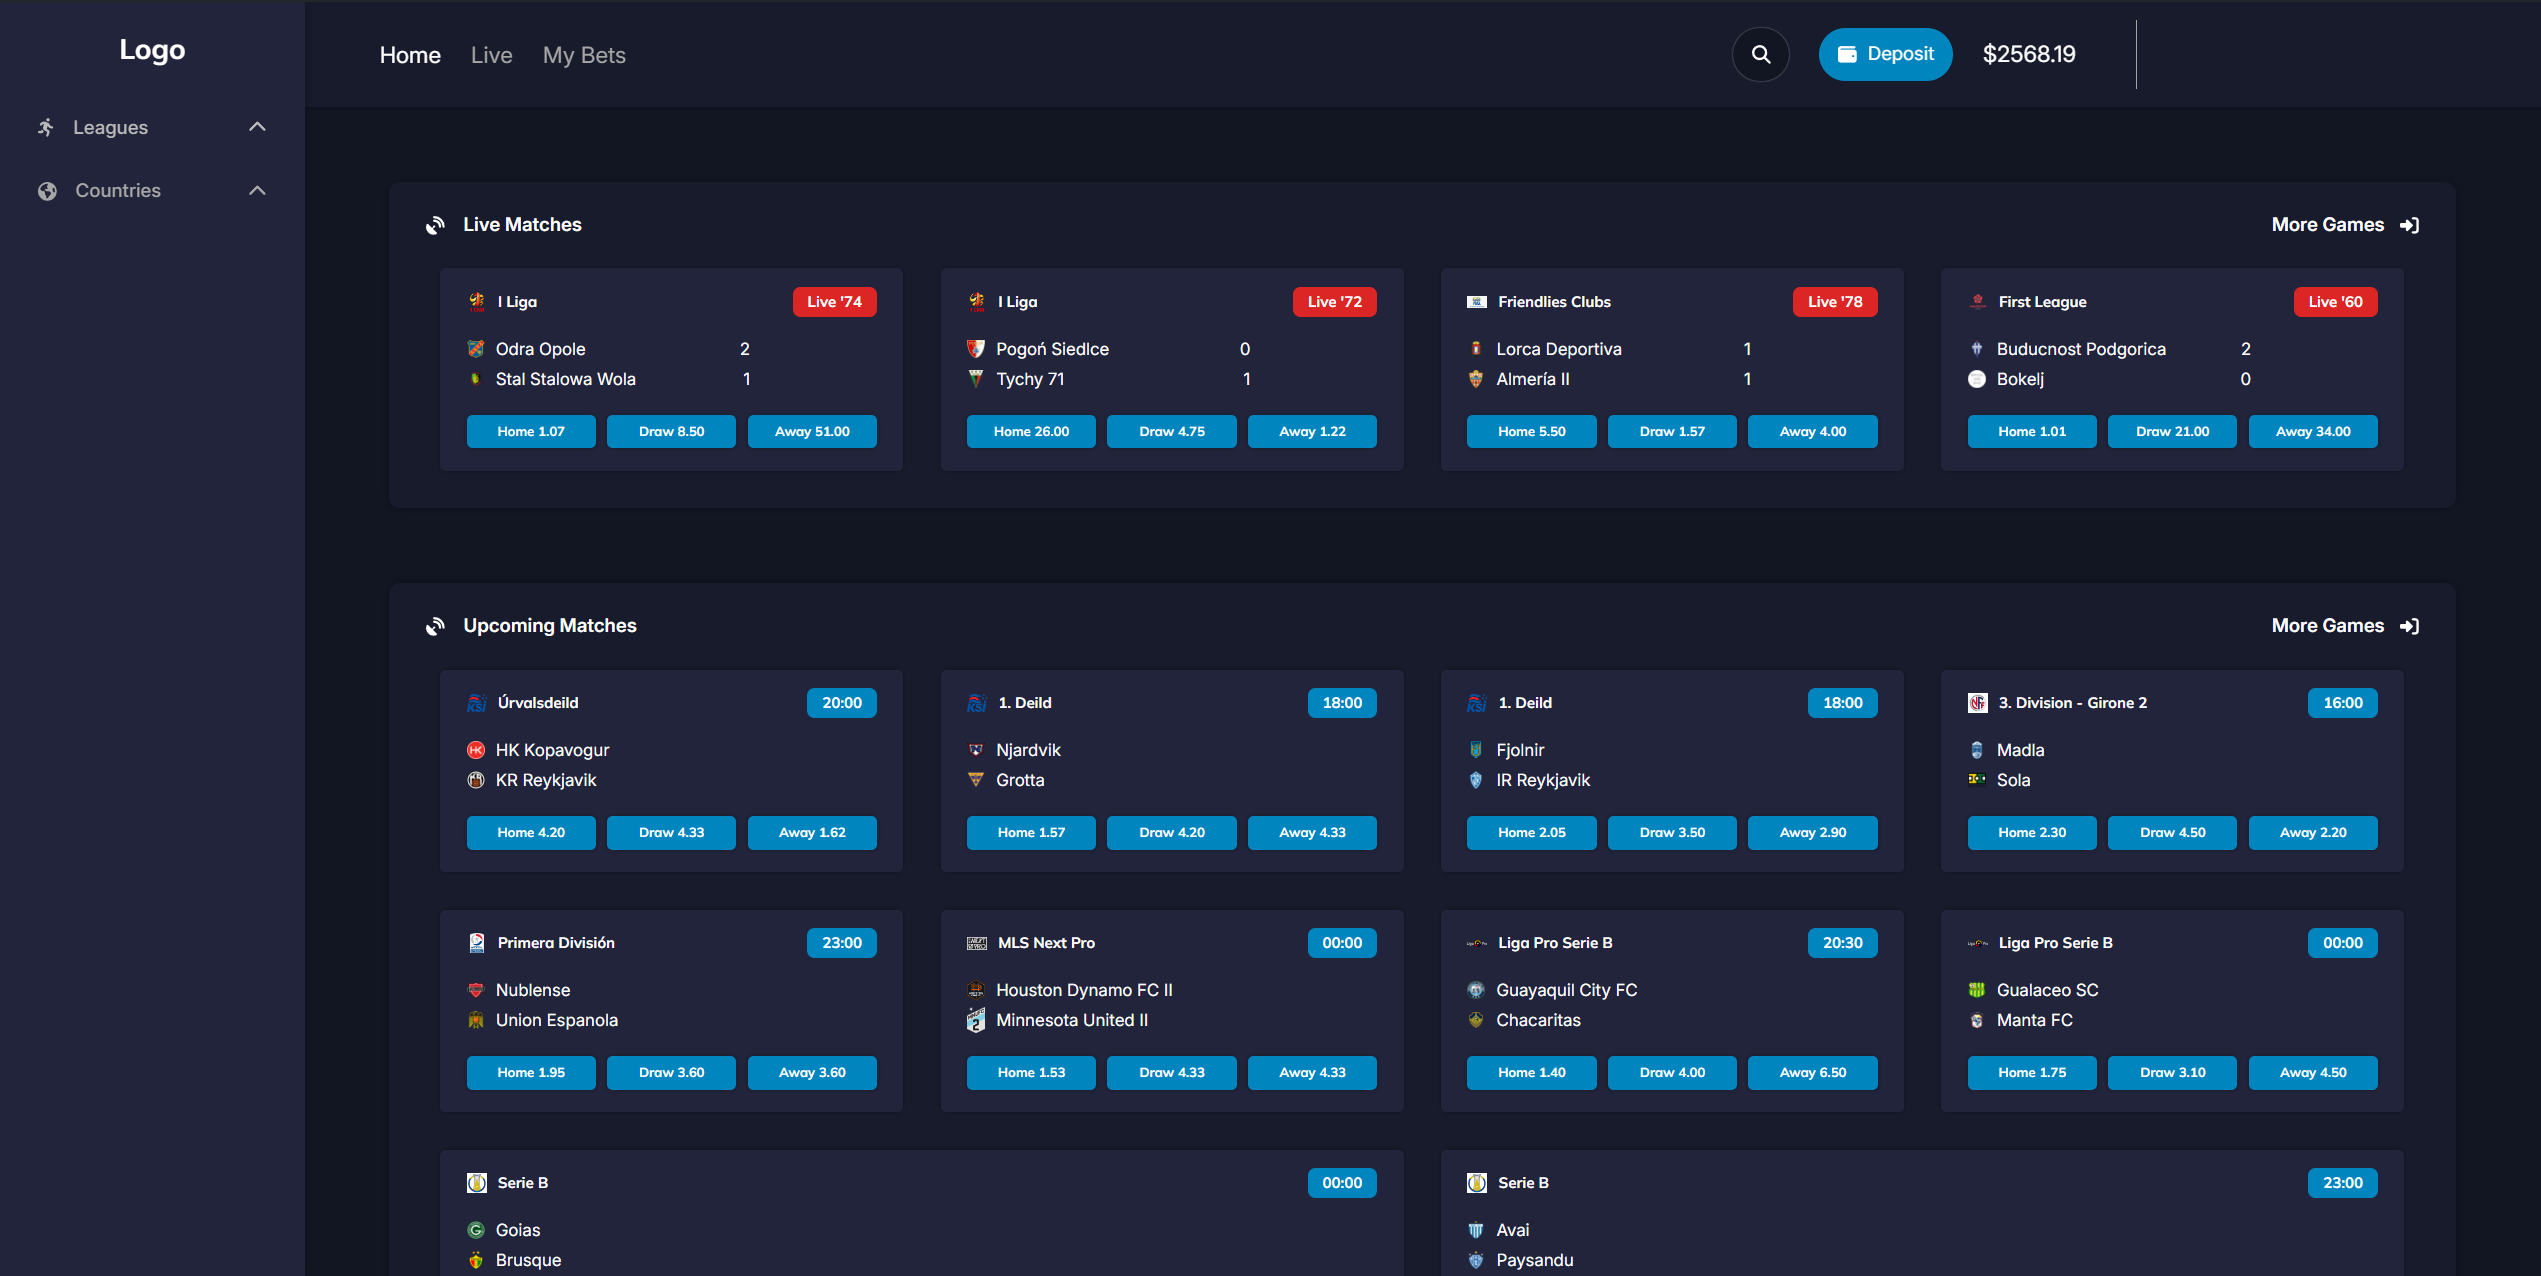 Logo
Home Live My Bets Deposit $2568.19
Leagues
Countries
Live Matches More Games
I Liga Live '74
Odra Opole 2
Stal Stalowa Wola 1
Home 1.07 Draw 8.50 Away 51.00
I Liga Live '72
Pogoń Siedlce 0
Tychy 71 1
Home 26.00 Draw 4.75 Away 1.22
Friendlies Clubs Live '78
Lorca Deportiva 1
Almería II 1
Home 5.50 Draw 1.57 Away 4.00
First League Live '60
Buducnost Podgorica 2
Bokelj 0
Home 1.01 Draw 21.00 Away 34.00
Upcoming Matches More Games
Úrvalsdeild 20:00
HK Kopavogur
KR Reykjavik
Home 4.20 Draw 4.33 Away 1.62
1. Deild 18:00
Njardvik
Grotta
Home 1.57 Draw 4.20 Away 4.33
1. Deild 18:00
Fjolnir
IR Reykjavik
Home 2.05 Draw 3.50 Away 2.90
3. Division - Girone 2 16:00
Madla
Sola
Home 2.30 Draw 4.50 Away 2.20
Primera División 23:00
Nublense
Union Espanola
Home 1.95 Draw 3.60 Away 3.60
MLS Next Pro 00:00
Houston Dynamo FC II
Minnesota United II
Home 1.53 Draw 4.33 Away 4.33
Liga Pro Serie B 20:30
Guayaquil City FC
Chacaritas
Home 1.40 Draw 4.00 Away 6.50
Liga Pro Serie B 00:00
Gualaceo SC
Manta FC
Home 1.75 Draw 3.10 Away 4.50
Serie B 00:00
Goias
Brusque
Serie B 23:00
Avai
Paysandu